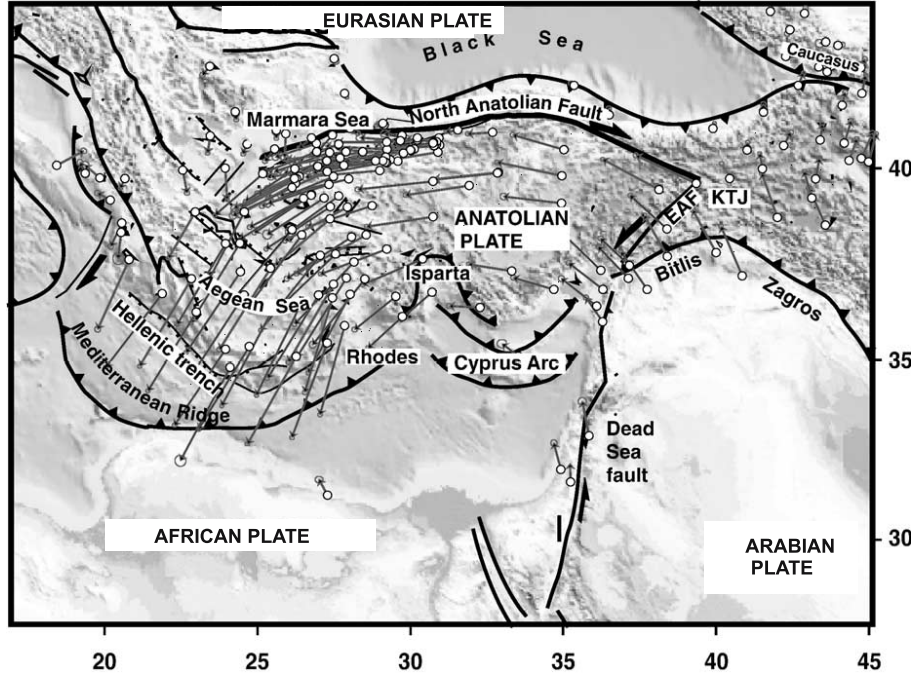 EURASIAN PLATE
Black Sea
Caucasus
Marmara Sea
North Anatolian Fault
40
KTJ
EAF
ANATOLIAN
PLATE
Bitlis
Isparta
Aegean Sea
Zagros
Hellenic trench
Rhodes
Cyprus Arc
35
Mediterranean Ridge
Dead
Sea
fault
AFRICAN PLATE
ARABIAN
PLATE
30
20
25
30
35
40
45